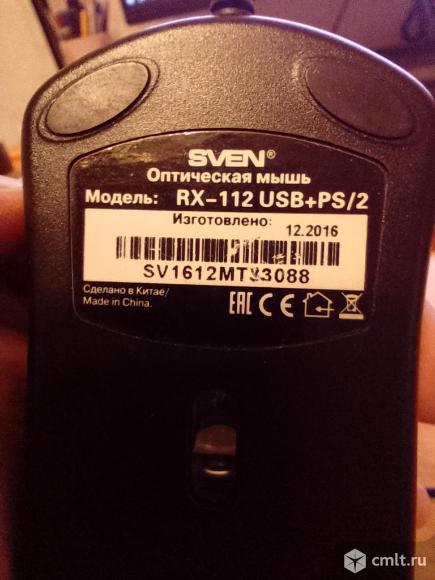 SVEN®
Оптическая мышь
Модель: RX-112 USB+PS/2
Изготовлено: 12.2016
Сделано в Китае/
Made in China.
EAC CE
cmlt.ru